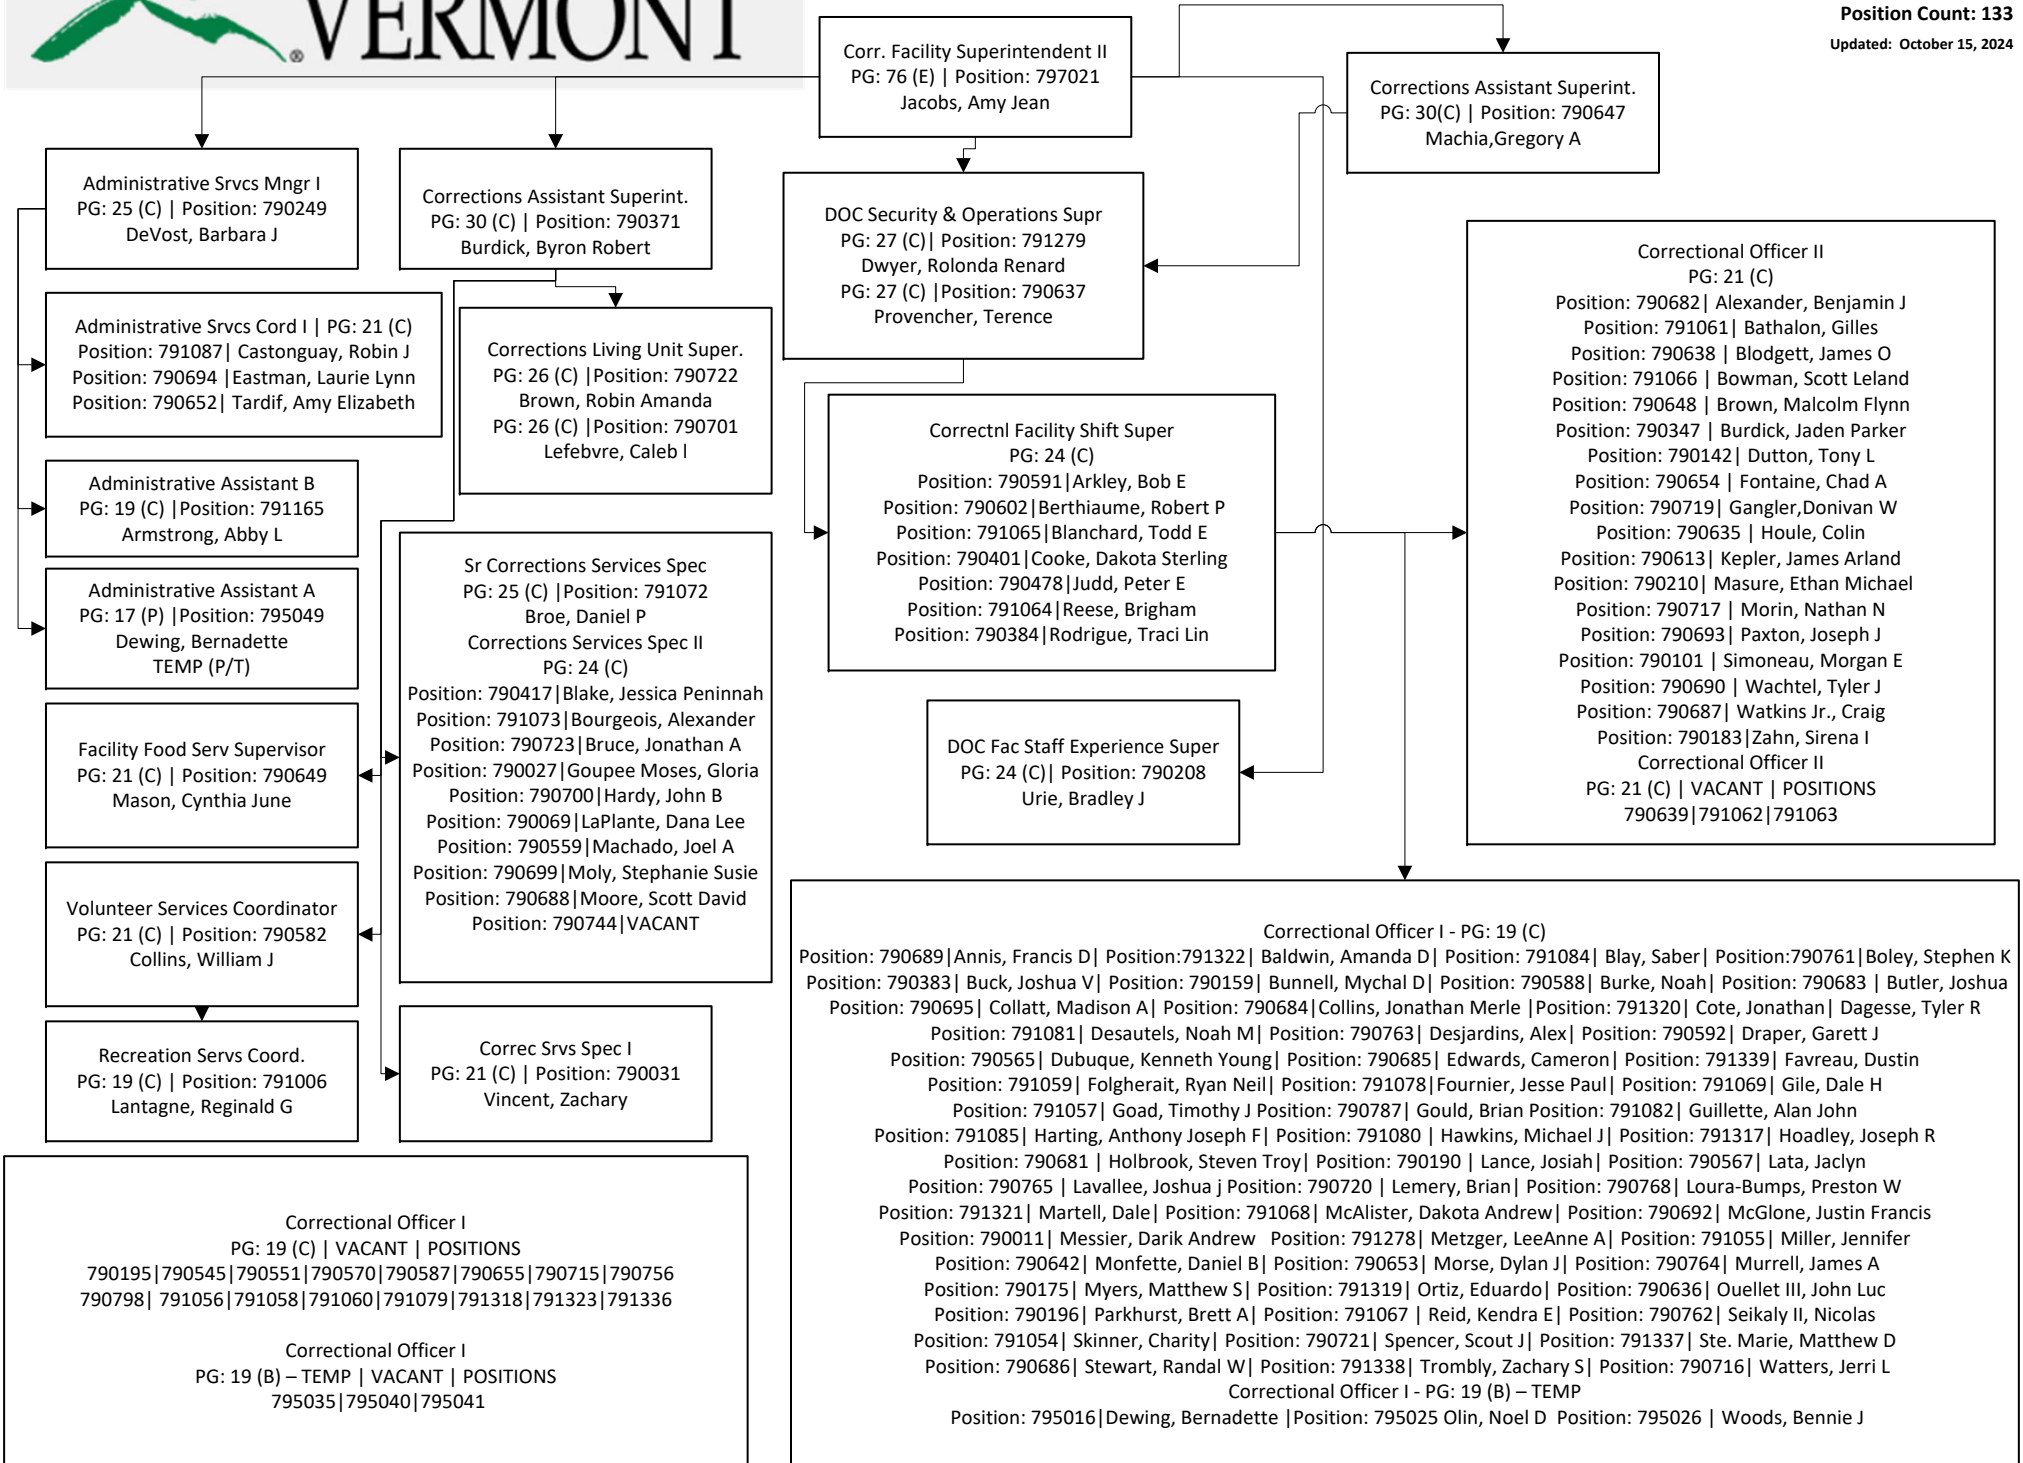 VERMONT
®
Position Count: 133
Updated: October 15, 2024
Corr. Facility Superintendent II
PG: 76 (E) | Position: 797021
Jacobs, Amy Jean
Corrections Assistant Superint.
PG: 30(C) | Position: 790647
Machia,Gregory A
Administrative Srvcs Mngr I
PG: 25 (C) | Position: 790249
DeVost, Barbara J
Corrections Assistant Superint.
PG: 30 (C) | Position: 790371
Burdick, Byron Robert
DOC Security & Operations Supr
PG: 27 (C)| Position: 791279
Dwyer, Rolonda Renard
PG: 27 (C) |Position: 790637
Provencher, Terence
Administrative Srvcs Cord I | PG: 21 (C)
Position: 791087| Castonguay, Robin J
Position: 790694 |Eastman, Laurie Lynn
Position: 790652| Tardif, Amy Elizabeth
Corrections Living Unit Super.
PG: 26 (C) |Position: 790722
Brown, Robin Amanda
PG: 26 (C) |Position: 790701
Lefebvre, Caleb l
Administrative Assistant B
PG: 19 (C) |Position: 791165
Armstrong, Abby L
Administrative Assistant A
PG: 17 (P) |Position: 795049
Dewing, Bernadette
TEMP (P/T)
Facility Food Serv Supervisor
PG: 21 (C) | Position: 790649
Mason, Cynthia June
Volunteer Services Coordinator
PG: 21 (C) | Position: 790582
Collins, William J
Recreation Servs Coord.
PG: 19 (C) | Position: 791006
Lantagne, Reginald G
Sr Corrections Services Spec
PG: 25 (C) |Position: 791072
Broe, Daniel P
Corrections Services Spec II
PG: 24 (C)
Position: 790417|Blake, Jessica Peninnah
Position: 791073|Bourgeois, Alexander
Position: 790723|Bruce, Jonathan A
Position: 790027|Goupee Moses, Gloria
Position: 790700|Hardy, John B
Position: 790069|LaPlante, Dana Lee
Position: 790559|Machado, Joel A
Position: 790699|Moly, Stephanie Susie
Position: 790688|Moore, Scott David
Position: 790744|VACANT
Correc Srvs Spec I
PG: 21 (C) | Position: 790031
Vincent, Zachary
Correctnl Facility Shift Super
PG: 24 (C)
Position: 790591|Arkley, Bob E
Position: 790602|Berthiaume, Robert P
Position: 791065|Blanchard, Todd E
Position: 790401|Cooke, Dakota Sterling
Position: 790478|Judd, Peter E
Position: 791064|Reese, Brigham
Position: 790384|Rodrigue, Traci Lin
DOC Fac Staff Experience Super
PG: 24 (C)| Position: 790208
Urie, Bradley J
Correctional Officer II
PG: 21 (C)
Position: 790682| Alexander, Benjamin J
Position: 791061| Bathalon, Gilles
Position: 790638 | Blodgett, James O
Position: 791066 | Bowman, Scott Leland
Position: 790648 | Brown, Malcolm Flynn
Position: 790347 | Burdick, Jaden Parker
Position: 790142| Dutton, Tony L
Position: 790654 | Fontaine, Chad A
Position: 790719| Gangler,Donivan W
Position: 790635 | Houle, Colin
Position: 790613| Kepler, James Arland
Position: 790210| Masure, Ethan Michael
Position: 790717 | Morin, Nathan N
Position: 790693| Paxton, Joseph J
Position: 790101 | Simoneau, Morgan E
Position: 790690 | Wachtel, Tyler J
Position: 790687| Watkins Jr., Craig
Position: 790183|Zahn, Sirena I
Correctional Officer II
PG: 21 (C) | VACANT | POSITIONS
790639|791062|791063
Correctional Officer I
PG: 19 (C) | VACANT | POSITIONS
790195|790545|790551|790570|790587|790655|790715|790756
790798| 791056|791058|791060|791079|791318|791323|791336
Correctional Officer I
PG: 19 (B) – TEMP | VACANT | POSITIONS
795035|795040|795041
Correctional Officer I - PG: 19 (C)
Position: 790689|Annis, Francis D| Position:791322| Baldwin, Amanda D| Position: 791084| Blay, Saber| Position:790761|Boley, Stephen K
Position: 790383| Buck, Joshua V| Position: 790159| Bunnell, Mychal D| Position: 790588| Burke, Noah| Position: 790683 | Butler, Joshua
Position: 790695| Collatt, Madison A| Position: 790684|Collins, Jonathan Merle |Position: 791320| Cote, Jonathan| Dagesse, Tyler R
Position: 791081| Desautels, Noah M| Position: 790763| Desjardins, Alex| Position: 790592| Draper, Garett J
Position: 790565| Dubuque, Kenneth Young| Position: 790685| Edwards, Cameron| Position: 791339| Favreau, Dustin
Position: 791059| Folgherait, Ryan Neil| Position: 791078|Fournier, Jesse Paul| Position: 791069| Gile, Dale H
Position: 791057| Goad, Timothy J Position: 790787| Gould, Brian Position: 791082| Guillette, Alan John
Position: 791085| Harting, Anthony Joseph F| Position: 791080 | Hawkins, Michael J| Position: 791317| Hoadley, Joseph R
Position: 790681 | Holbrook, Steven Troy| Position: 790190 | Lance, Josiah| Position: 790567| Lata, Jaclyn
Position: 790765 | Lavallee, Joshua j Position: 790720 | Lemery, Brian| Position: 790768| Loura-Bumps, Preston W
Position: 791321| Martell, Dale| Position: 791068| McAlister, Dakota Andrew| Position: 790692| McGlone, Justin Francis
Position: 790011| Messier, Darik Andrew Position: 791278| Metzger, LeeAnne A| Position: 791055| Miller, Jennifer
Position: 790642| Monfette, Daniel B| Position: 790653| Morse, Dylan J| Position: 790764| Murrell, James A
Position: 790175| Myers, Matthew S| Position: 791319| Ortiz, Eduardo| Position: 790636| Ouellet III, John Luc
Position: 790196| Parkhurst, Brett A| Position: 791067 | Reid, Kendra E| Position: 790762| Seikaly II, Nicolas
Position: 791054| Skinner, Charity| Position: 790721| Spencer, Scout J| Position: 791337| Ste. Marie, Matthew D
Position: 790686| Stewart, Randal W| Position: 791338| Trombly, Zachary S| Position: 790716| Watters, Jerri L
Correctional Officer I - PG: 19 (B) – TEMP
Position: 795016|Dewing, Bernadette |Position: 795025 Olin, Noel D Position: 795026 | Woods, Bennie J